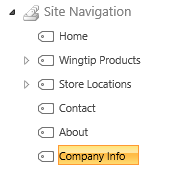 Site Navigation
Home
Wingtip Products
Store Locations
Contact
About
Company Info